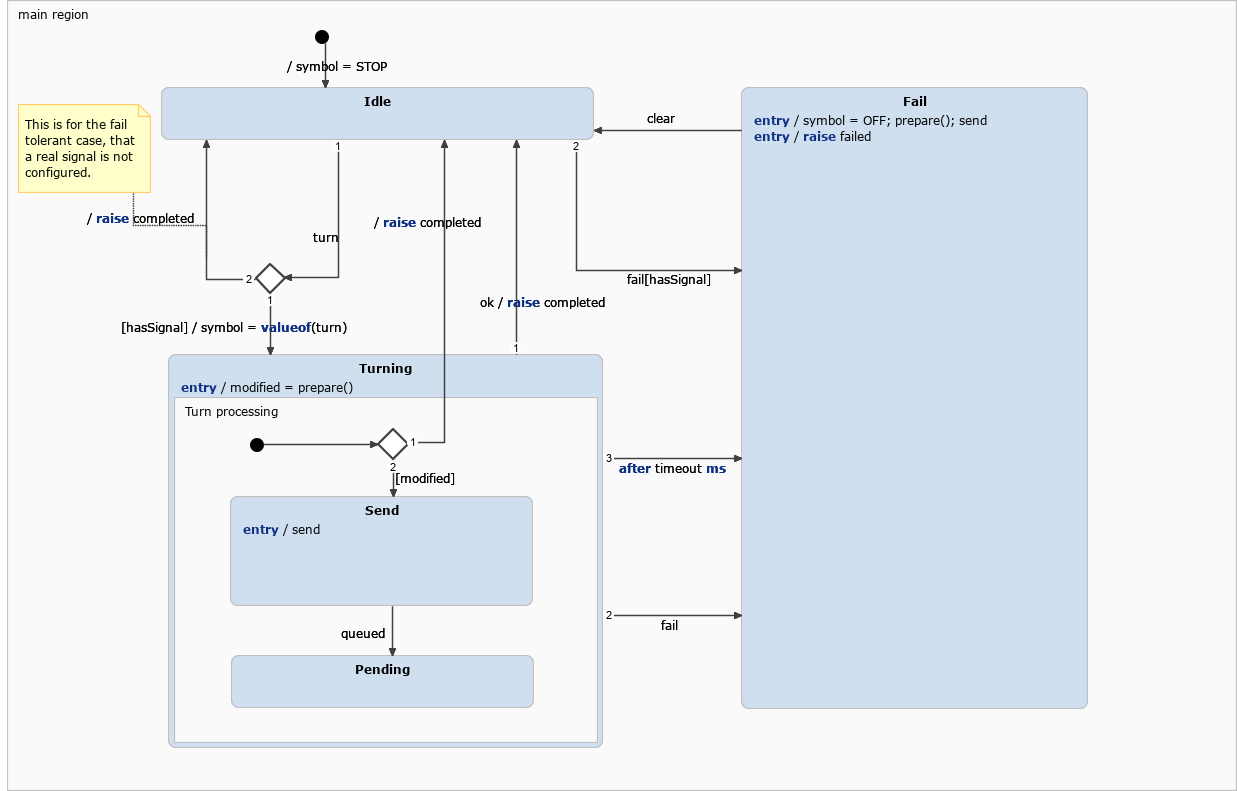 main region
/ symbol = STOP
Idle
Fail
entry / symbol = OFF; prepare(); send
entry / raise failed
clear
This is for the fail
tolerant case, that
a real signal is not
configured.
1
2
/ raise completed
/ raise completed
turn
2
fail[hasSignal]
1
ok / raise completed
[hasSignal] / symbol = valueof(turn)
1
Turning
entry / modified = prepare()
Turn processing
1
2
[modified]
3
after timeout ms
Send
entry / send
2
fail
queued
Pending